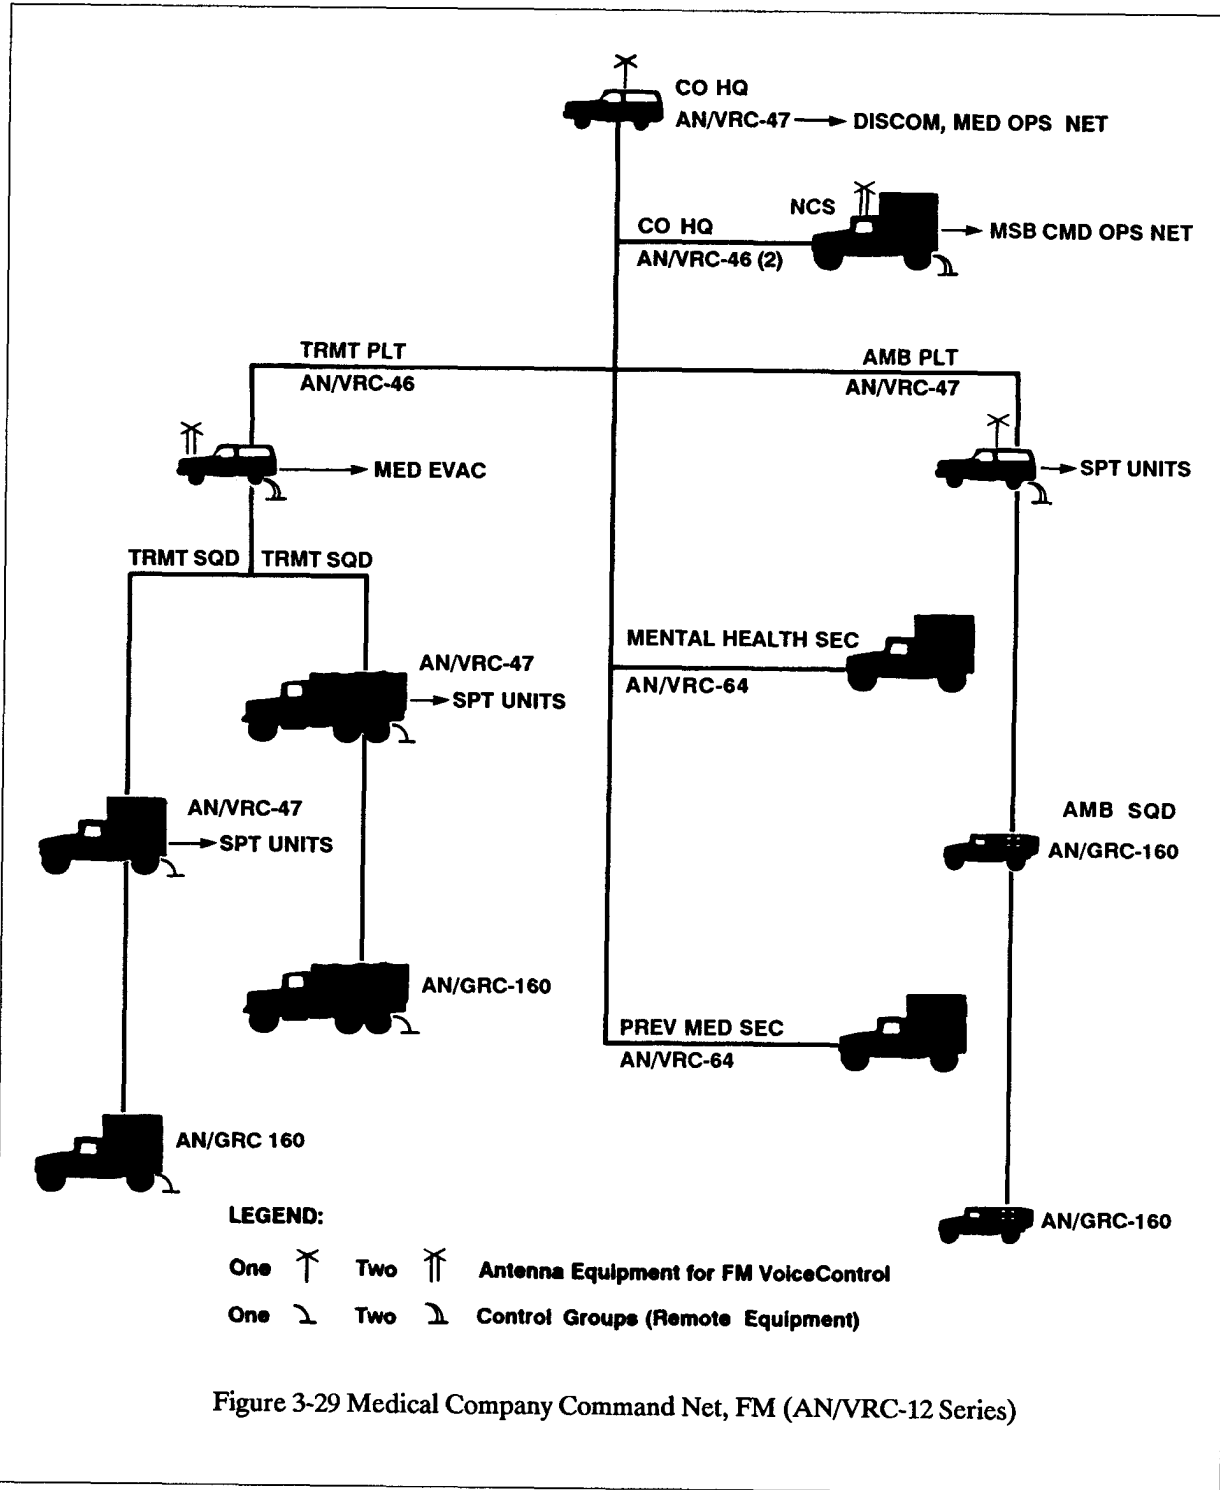 CO HQ
AN/VRC-47 DISCOM, MED OPS NET
NCS
CO HQ
MSB CMD OPS NET
AN/VRC-46 (2)
TRMT PLT
AN/VRC-46
AMB PLT
AN/VRC-47
MED EVAC
SPT UNITS
TRMT SQD TRMT SQD
MENTAL HEALTH SEC
AN/VRC-64
AN/VRC-47
SPT UNITS
AN/VRC-47
SPT UNITS
AMB SQD
AN/GRC-160
AN/GRC-160
PREV MED SEC
AN/VRC-64
AN/GRC 160
AN/GRC-160
LEGEND:
One Two Antenna Equipment for FM VoiceControl
One Two Control Groups (Remote Equipment)
Figure 3-29 Medical Company Command Net, FM (AN/VRC-12 Series)